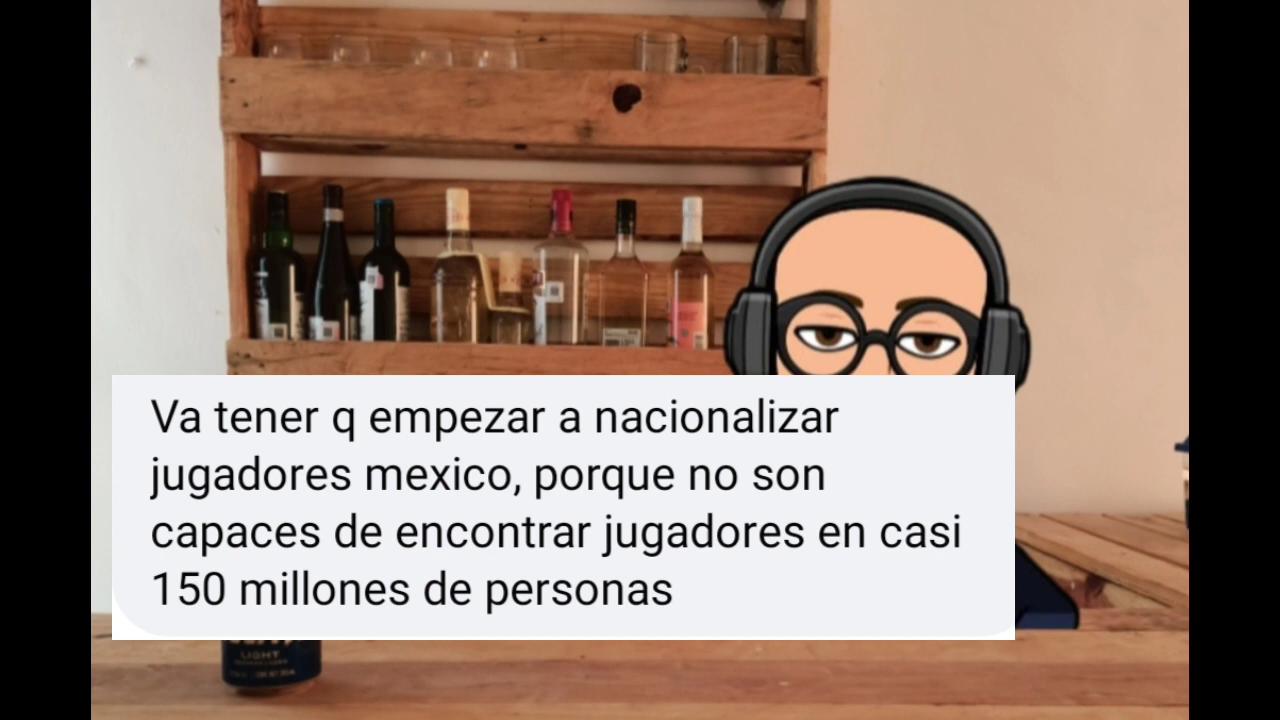 Va tener q empezar a nacionalizar
jugadores mexico, porque no son
capaces de encontrar jugadores en casi
150 millones de personas
LIGHT